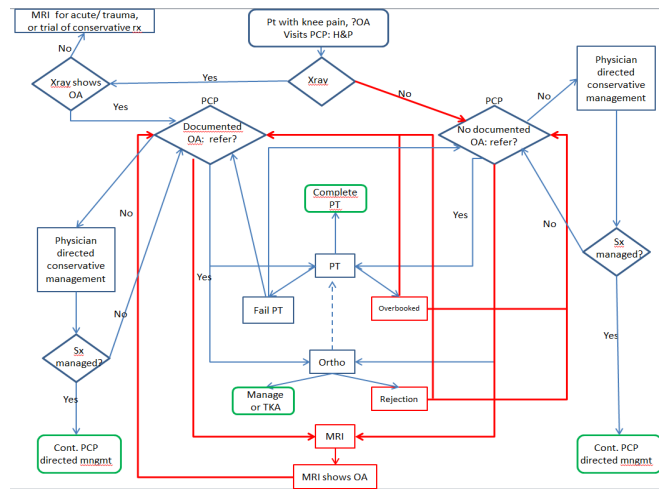 MRI for acute/ trauma,
or trial of conservative rx
Pt with knee pain, ?OA
Visits PCP: H&P
No
Xray shows
OA
Yes
Xray
No
Yes
PCP
Documented
OA: refer?
PCP
No documented
OA: refer?
No
Physician
directed
conservative
management
No
Physician
directed
conservative
management
No
Sx
managed?
Yes
Cont. PCP
directed mngmt
Complete
PT
Yes
Yes
PT
Fail PT
Overbooked
Ortho
Manage
or TKA
Rejection
MRI
MRI shows OA
No
Sx
managed?
Yes
Cont. PCP
directed mngmt